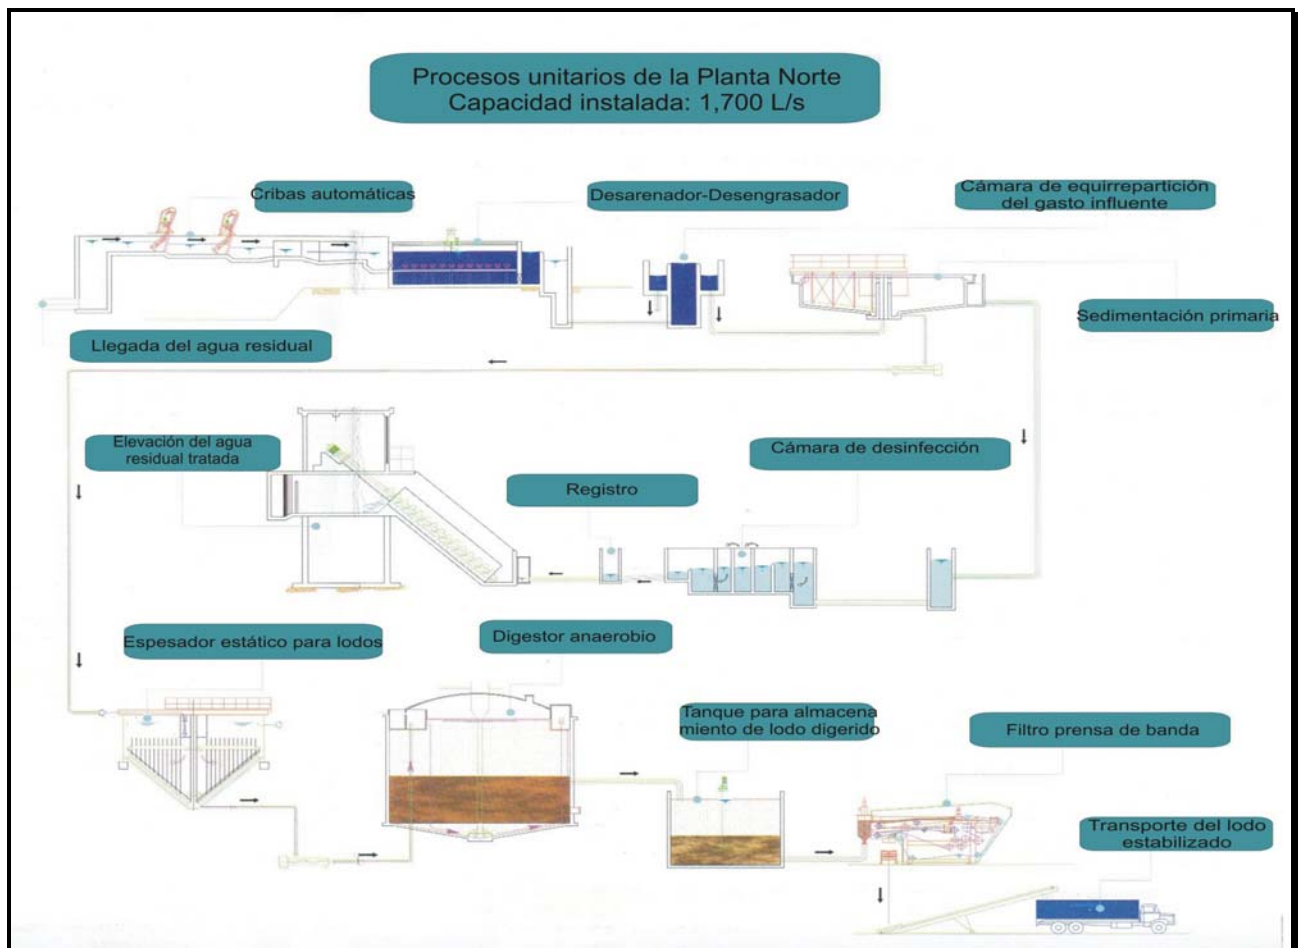 Procesos unitarios de la Planta Norte
Capacidad instalada: 1,700 L/s
Cribas automáticas
Desarenador-Desengrasador
Cámara de equirrepartición
del gasto influente
Llegada del agua residual
Sedimentación primaria
Elevación del agua
residual tratada
Registro
Cámara de desinfección
Espesador estático para lodos
Digestor anaerobio
Tanque para almacena
miento de lodo digerido
Filtro prensa de banda
Transporte del lodo
estabilizado